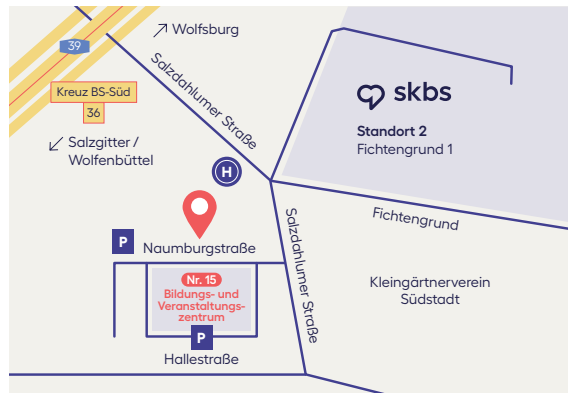 Wolfsburg
39
Kreuz BS-Süd
36
Salzgitter /
Wolfenbüttel
Salzdahlumer Straße
skbs
Standort 2
Fichtengrund 1
H
Fichtengrund
Salzdahlumer Straße
P
Naumburgstraße
Nr. 15
Bildungs- und
Veranstaltungs-
zentrum
P
Hallestraße
Kleingärtnerverein
Südstadt